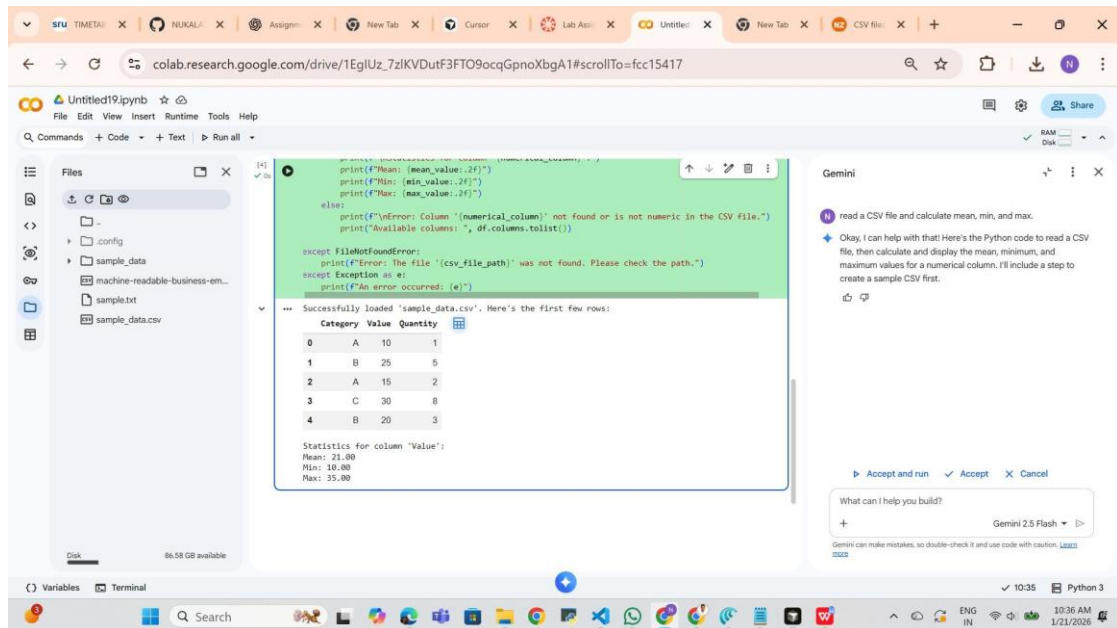 sru TIMETAB
NUKALA
Assignm
New Tab
Cursor
Lab Assi
CO Untitled
New Tab
NZ CSV file
colab.research.google.com/drive/1EgIUz_7zlKVDutF3FTO9ocqGpnoXbgA1#scrollTo=fcc15417
N
CO Untitled19.ipynb
Share
File Edit View Insert Runtime Tools Help
Commands + Code + Text Run all
RAM
Disk
Files
..
.config
sample_data
machine-readable-business-em...
sample.txt
sample_data.csv
Disk 86.58 GB available
[4]
0s
print(f"\nStatistics for column '{numerical_column}':")
print(f"Mean: {mean_value:.2f}")
print(f"Min: {min_value:.2f}")
print(f"Max: {max_value:.2f}")
else:
print(f"\nError: Column '{numerical_column}' not found or is not numeric in the CSV file.")
print("Available columns: ", df.columns.tolist())
except FileNotFoundError:
print(f"Error: The file '{csv_file_path}' was not found. Please check the path.")
except Exception as e:
print(f"An error occurred: {e}")
... Successfully loaded 'sample_data.csv'. Here's the first few rows:
Category Value Quantity
0 A 10 1
1 B 25 5
2 A 15 2
3 C 30 8
4 B 20 3
Statistics for column 'Value':
Mean: 21.00
Min: 10.00
Max: 35.00
Gemini
N read a CSV file and calculate mean, min, and max.
Okay, I can help with that! Here's the Python code to read a CSV
file, then calculate and display the mean, minimum, and
maximum values for a numerical column. I'll include a step to
create a sample CSV first.
Accept and run Accept Cancel
What can I help you build?
+ Gemini 2.5 Flash
Gemini can make mistakes, so double-check it and use code with caution. Learn
more
{} Variables Terminal
10:35 Python 3
Search
ENG
IN
10:36 AM
1/21/2026